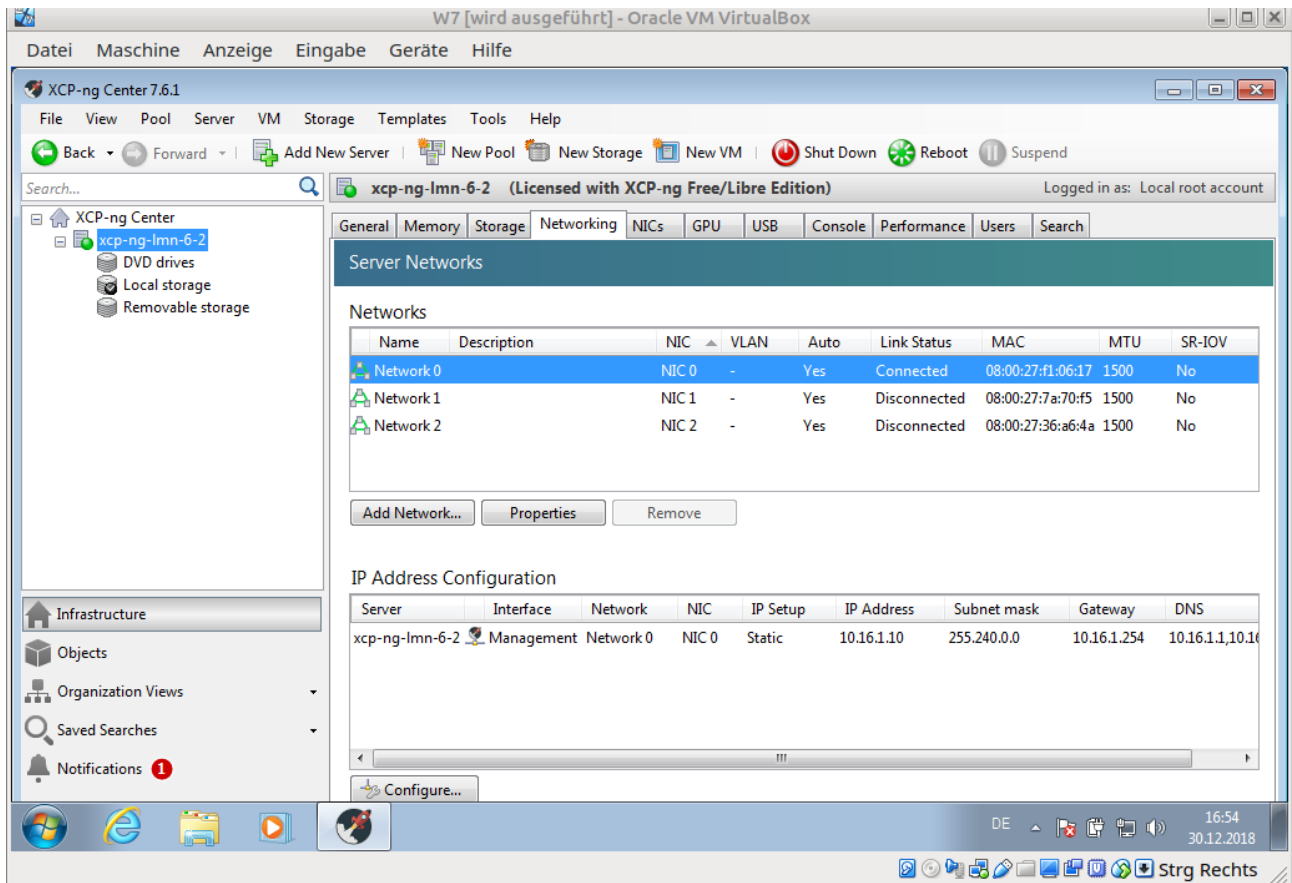 W7 [wird ausgeführt] - Oracle VM VirtualBox
Datei Maschine Anzeige Eingabe Geräte Hilfe
XCP-ng Center 7.6.1
File View Pool Server VM Storage Templates Tools Help
Back Forward Add New Server New Pool New Storage New VM Shut Down Reboot Suspend
Search...
xcp-ng-lmn-6-2 (Licensed with XCP-ng Free/Libre Edition) Logged in as: Local root account
XCP-ng Center
xcp-ng-lmn-6-2
DVD drives
Local storage
Removable storage
General Memory Storage Networking NICs GPU USB Console Performance Users Search
Server Networks
Networks
Name Description NIC VLAN Auto Link Status MAC MTU SR-IOV
Network 0 NIC 0 - Yes Connected 08:00:27:f1:06:17 1500 No
Network 1 NIC 1 - Yes Disconnected 08:00:27:7a:70:f5 1500 No
Network 2 NIC 2 - Yes Disconnected 08:00:27:36:a6:4a 1500 No
Add Network... Properties Remove
IP Address Configuration
Server Interface Network NIC IP Setup IP Address Subnet mask Gateway DNS
xcp-ng-lmn-6-2 Management Network 0 NIC 0 Static 10.16.1.10 255.240.0.0 10.16.1.254 10.16.1.1,10.16
Configure...
Infrastructure
Objects
Organization Views
Saved Searches
Notifications 1
DE 16:54
30.12.2018
Strg Rechts